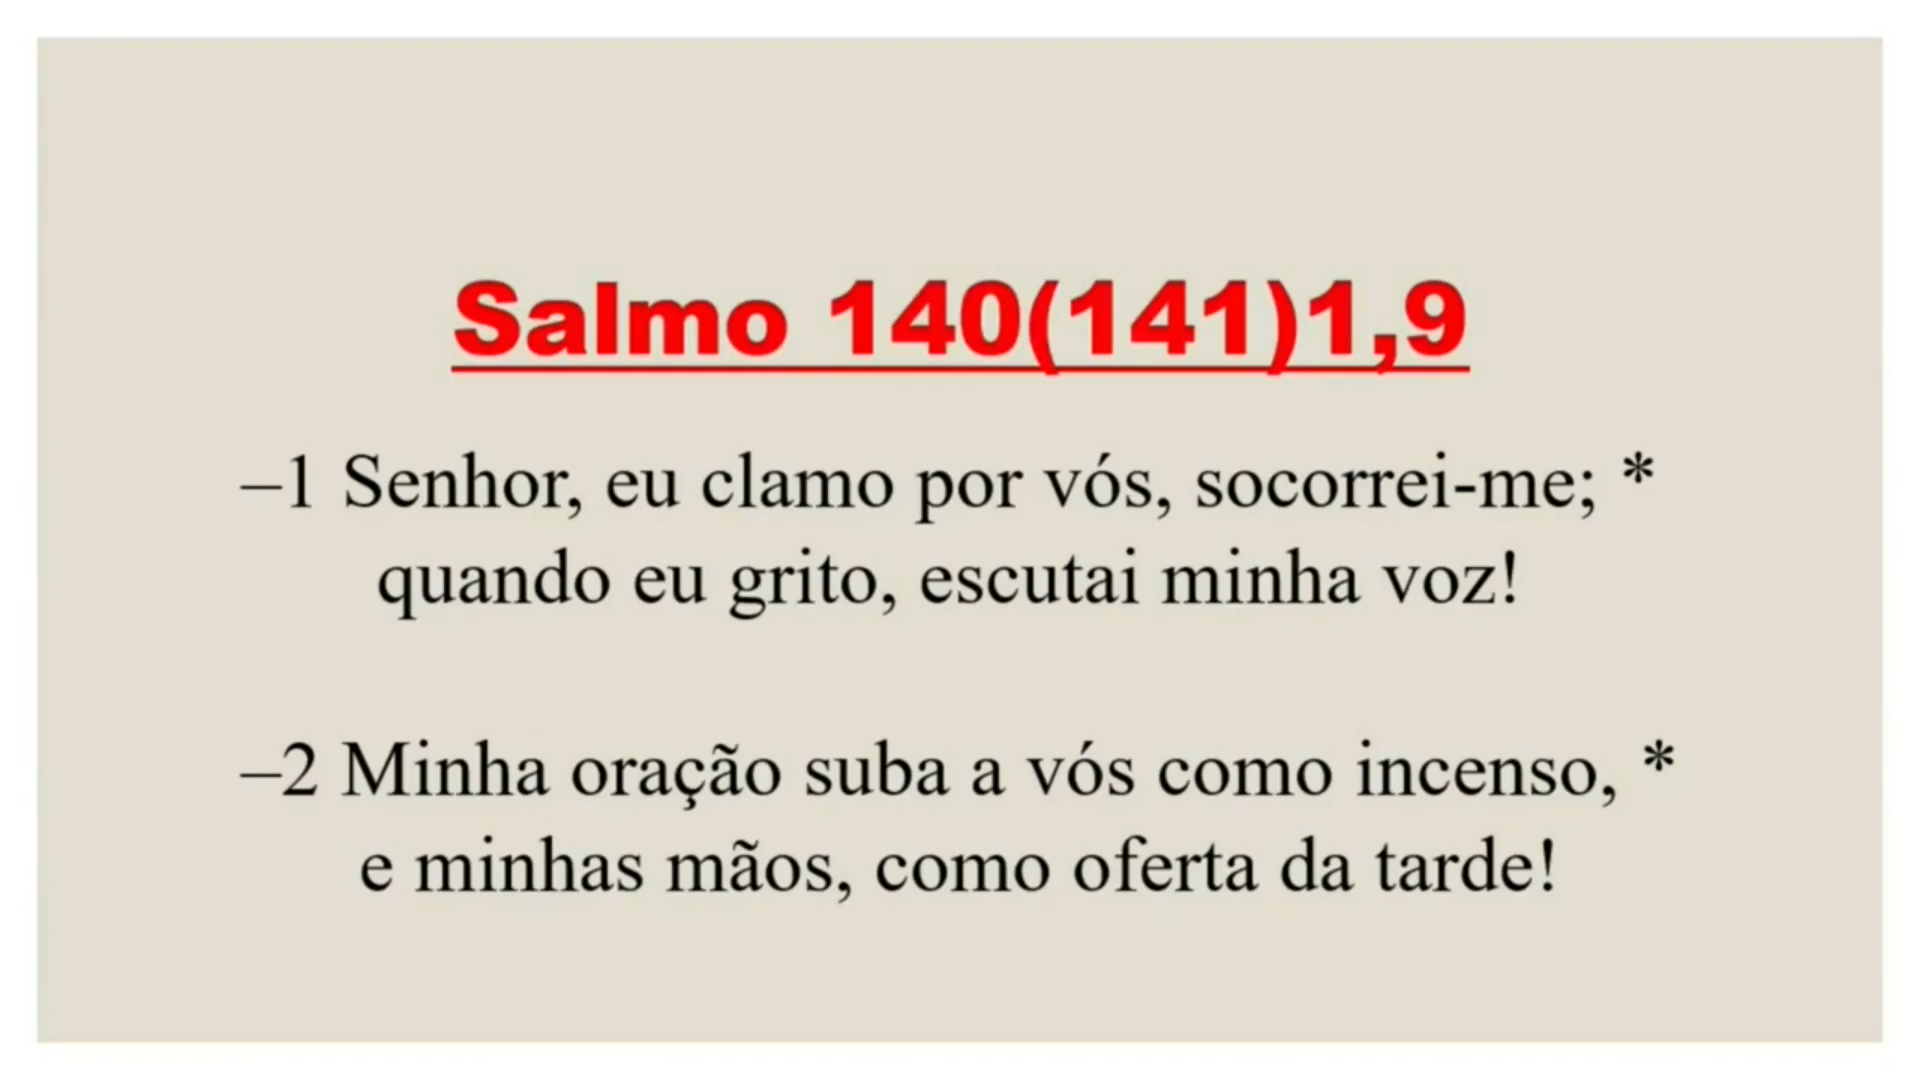 Salmo 140(141)1,9
–1 Senhor, eu clamo por vós, socorrei-me; *
quando eu grito, escutai minha voz!
–2 Minha oração suba a vós como incenso, *
e minhas mãos, como oferta da tarde!